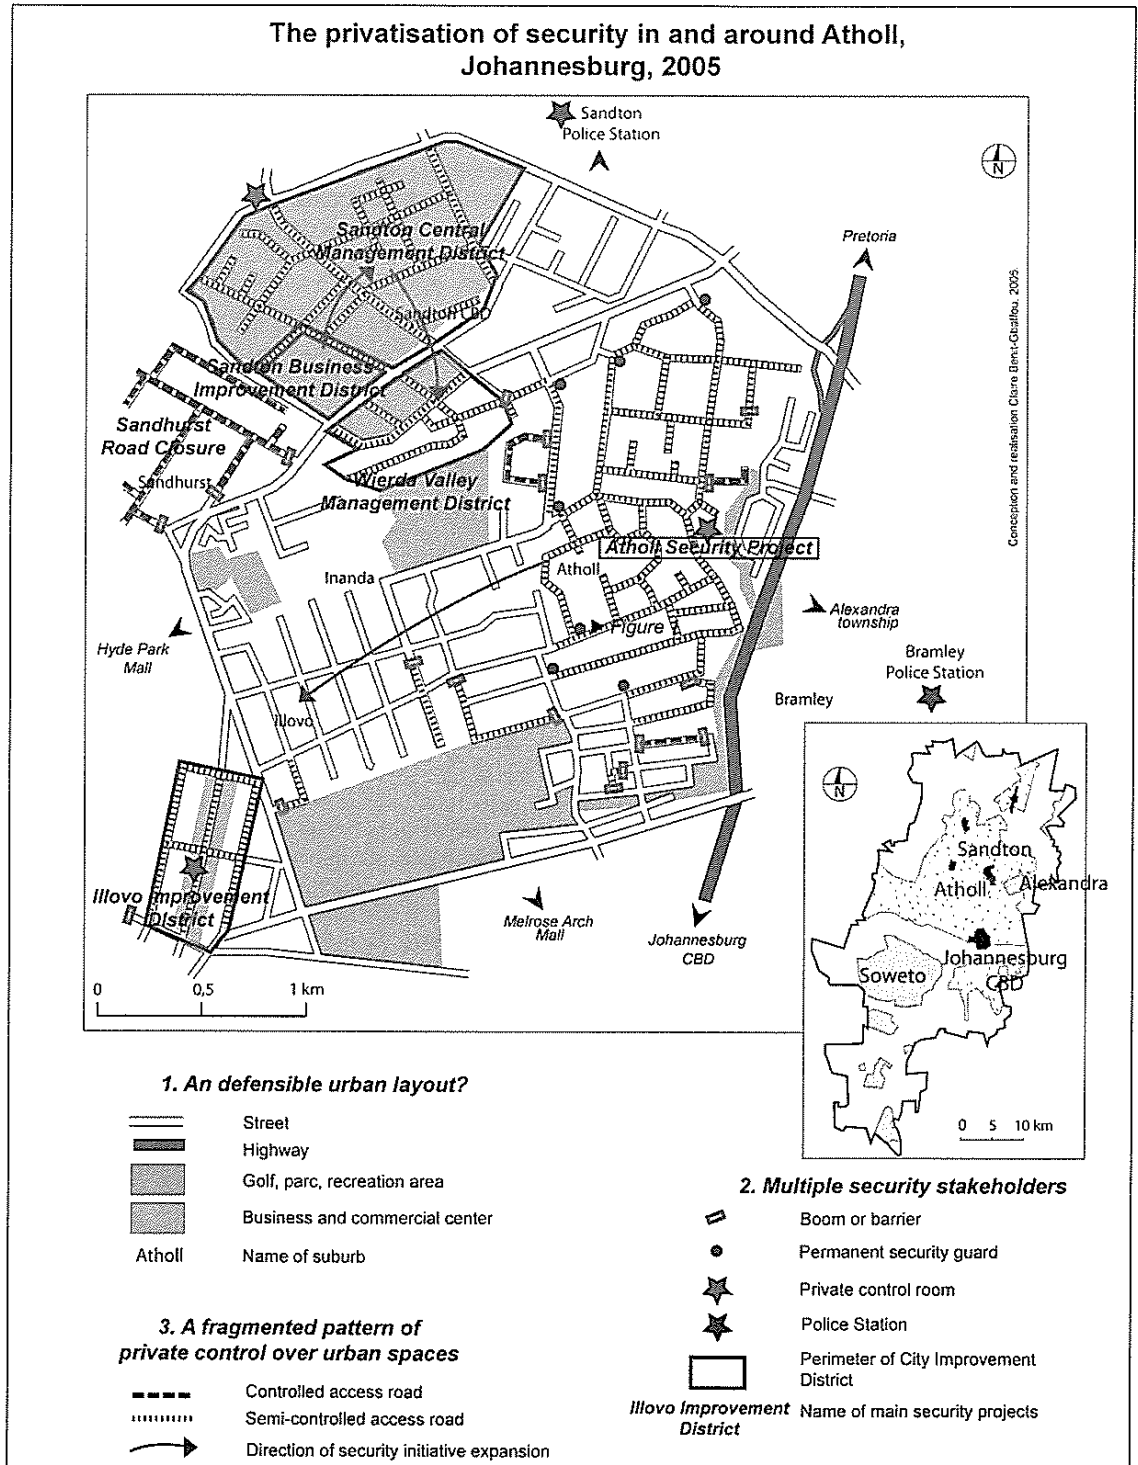 The privatisation of security in and around Atholl,
Johannesburg, 2005
Sandton
Police Station
N
Pretoria
Sandton Central
Management District
Sandton CBD
Sandton Business
Improvement District
Sandhurst
Road Closure
Sandhurst
Wierda Valley
Management District
Atholl Security Project
Atholl
Inanda
Figure
Alexandra
township
Hyde Park
Mall
Bramley
Police Station
Bramley
Illovo
Illovo Improvement
District
Melrose Arch
Mall
Johannesburg
CBD
0 0,5 1 km
Conception and realisation Claire Benit-Gbaffou, 2005.
N
Sandton
Atholl
Alexandra
Johannesburg
CBD
Soweto
0 5 10 km
1. An defensible urban layout?
Street
Highway
Golf, parc, recreation area
Business and commercial center
Atholl Name of suburb
2. Multiple security stakeholders
Boom or barrier
Permanent security guard
Private control room
Police Station
Perimeter of City Improvement
District
Illovo Improvement
District
Name of main security projects
3. A fragmented pattern of
private control over urban spaces
Controlled access road
Semi-controlled access road
Direction of security initiative expansion